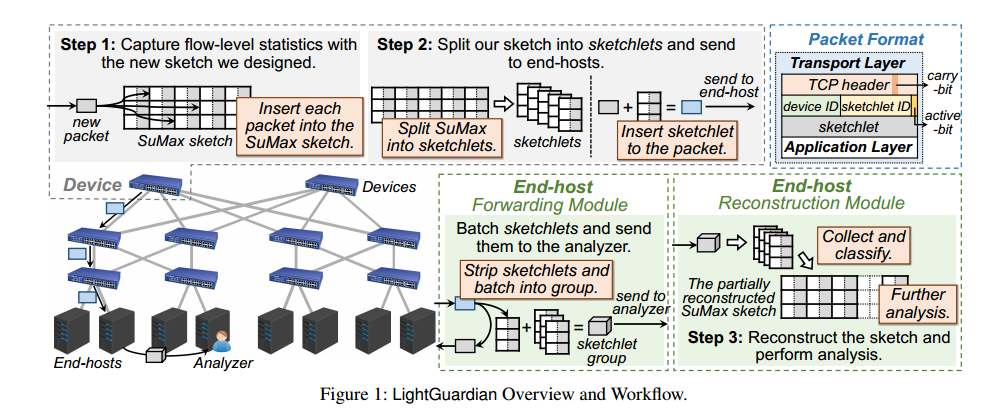 Step 1: Capture flow-level statistics with
the new sketch we designed.
new
packet
SuMax sketch
Insert each
packet into the
SuMax sketch.
Step 2: Split our sketch into sketchlets and send
to end-hosts.
Split SuMax
into sketchlets.
sketchlets
+
=
send to
end-host
Insert sketchlet
to the packet.
Packet Format
Transport Layer
TCP header
carry
-bit
device ID
sketchlet ID
active
-bit
sketchlet
Application Layer
Device
Devices
End-hosts
Analyzer
End-host
Forwarding Module
Batch sketchlets and send
them to the analyzer.
Strip sketchlets and
batch into group.
send to
analyzer
+
=
sketchlet
group
End-host
Reconstruction Module
Collect and
classify.
The partially
reconstructed
SuMax sketch
Further
analysis.
Step 3: Reconstruct the sketch and
perform analysis.
Figure 1: LightGuardian Overview and Workflow.